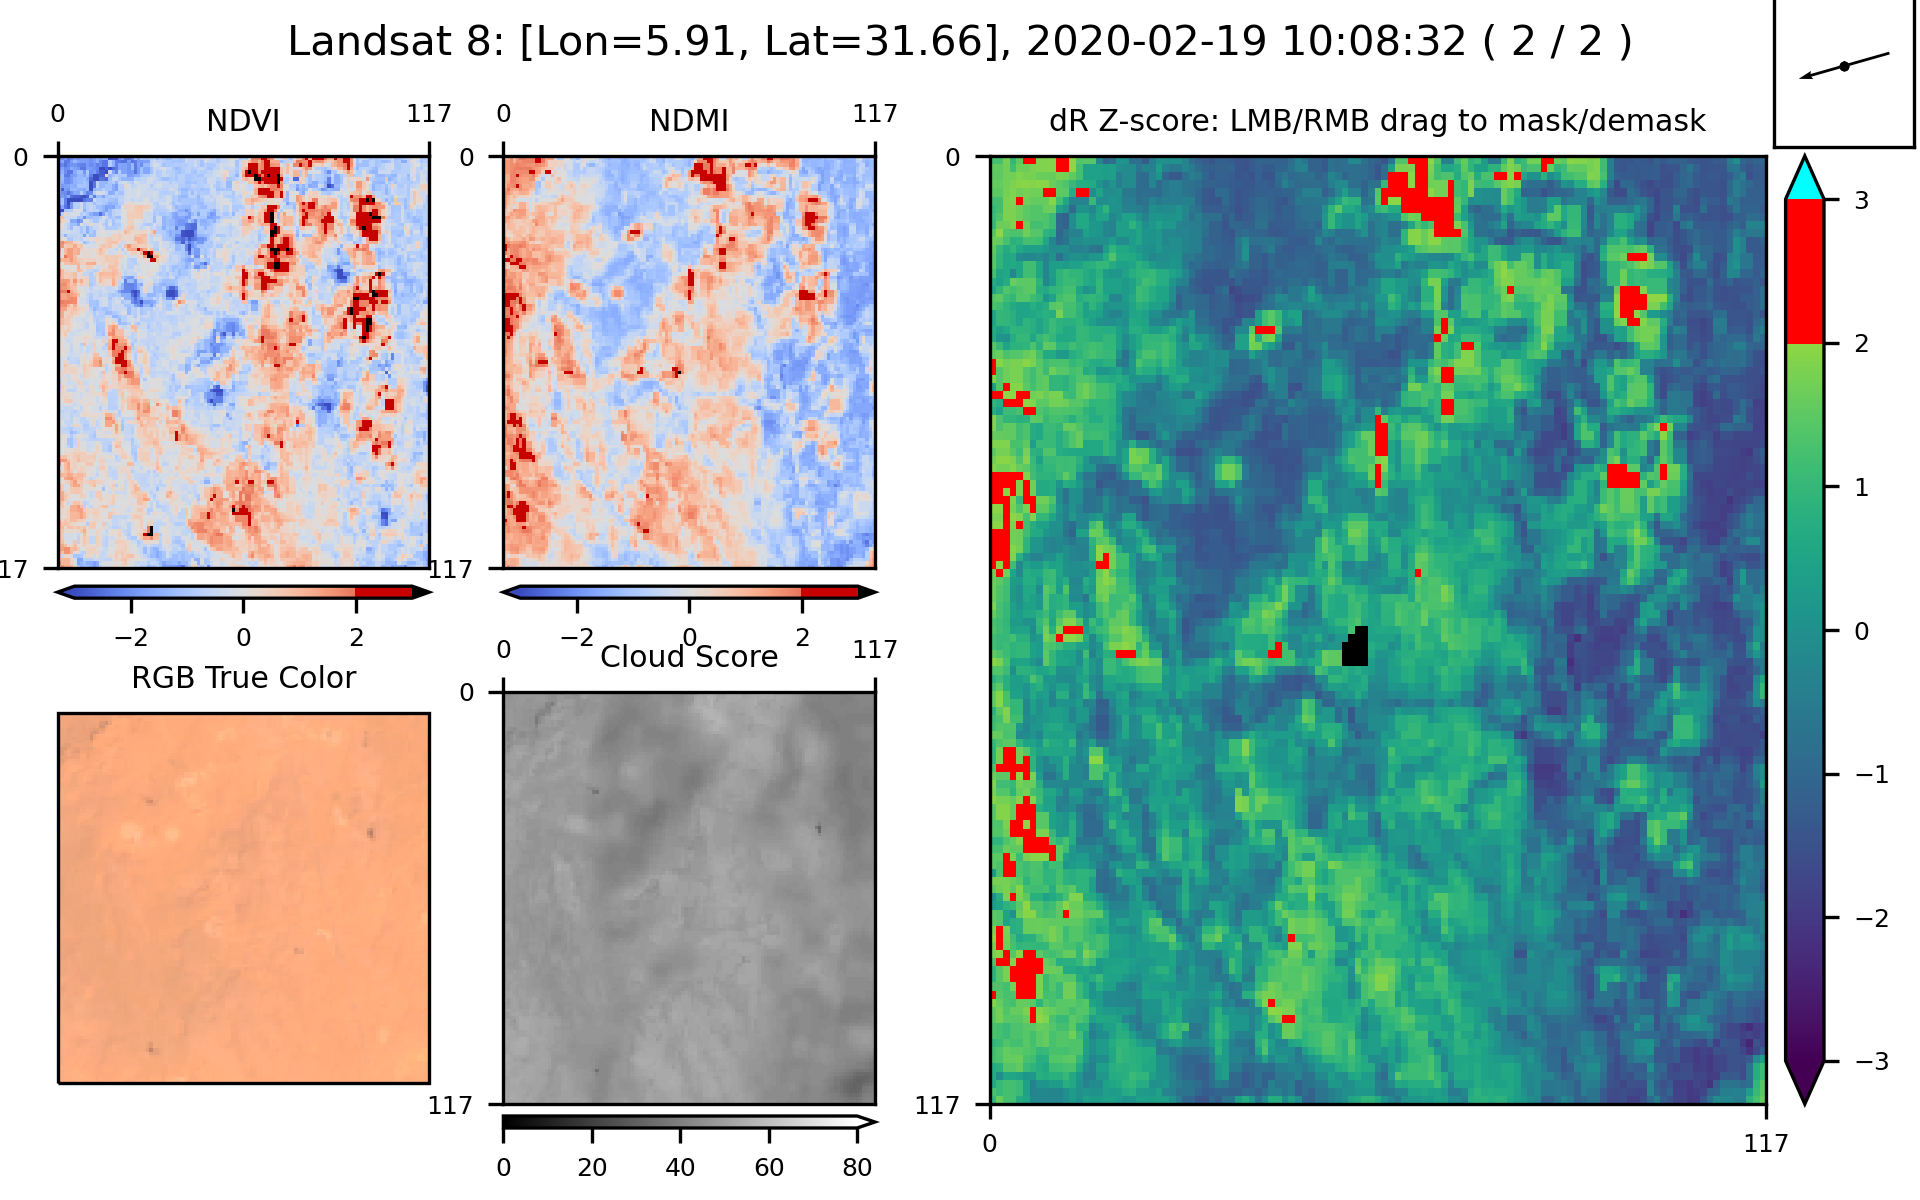 Landsat 8: [Lon=5.91, Lat=31.66], 2020-02-19 10:08:32 ( 2 / 2 )
0 117 0 117
NDVI NDMI dR Z-score: LMB/RMB drag to mask/demask
0 0 0
3
2
1
0
−1
−2
−3
17 117
−2 0 2 −2 0 2
0 117
RGB True Color Cloud Score
0
117 117
0 117
0 20 40 60 80